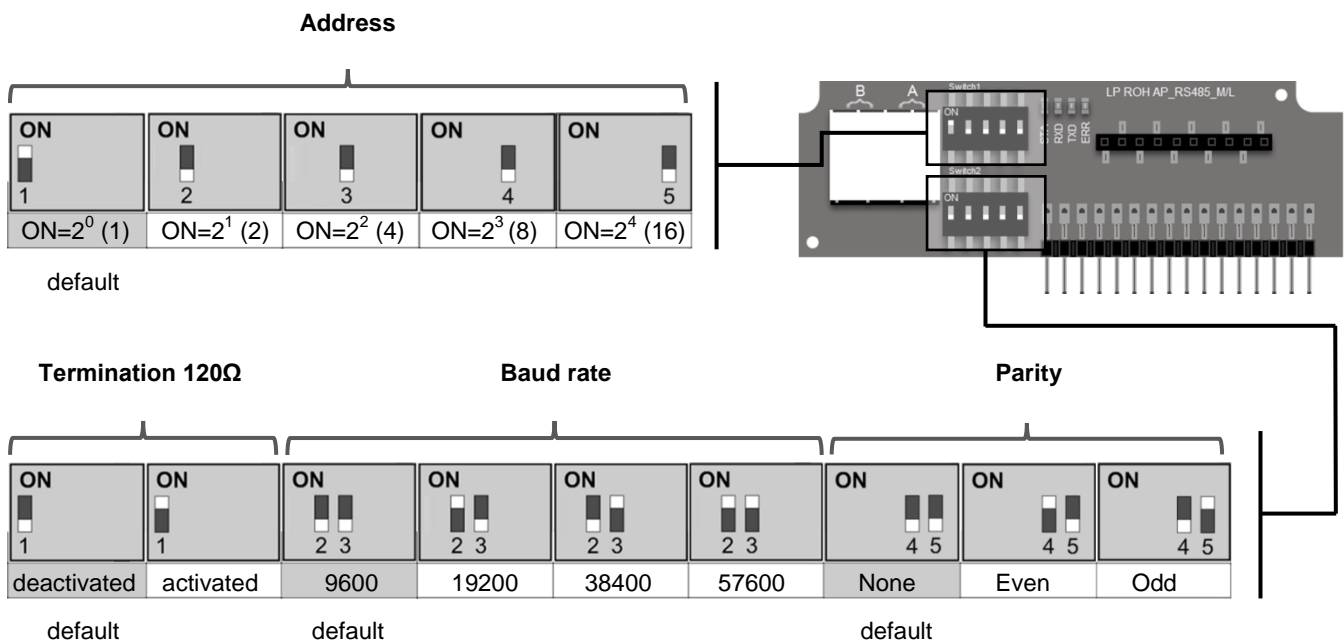 Address
ON ON ON ON ON
1 2 3 4 5
ON=2⁰ (1) ON=2¹ (2) ON=2² (4) ON=2³ (8) ON=2⁴ (16)
default
B A Switch1 LP ROH AP_RS485_M/L
ON
RXD TXD ERR
Switch2
ON
Termination 120Ω Baud rate Parity
ON ON ON ON ON ON ON ON ON
1 1 2 3 2 3 2 3 2 3 4 5 4 5 4 5
deactivated activated 9600 19200 38400 57600 None Even Odd
default default default